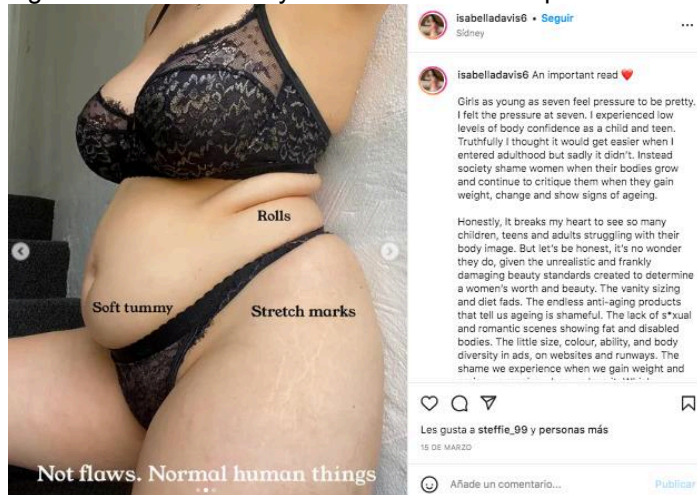 Rolls
Soft tummy
Stretch marks
Not flaws. Normal human things
isabelladavis6 • Seguir
Sídney
isabelladavis6 An important read
Girls as young as seven feel pressure to be pretty.
I felt the pressure at seven. I experienced low
levels of body confidence as a child and teen.
Truthfully I thought it would get easier when I
entered adulthood but sadly it didn't. Instead
society shame women when their bodies grow
and continue to critique them when they gain
weight, change and show signs of ageing.
Honestly, It breaks my heart to see so many
children, teens and adults struggling with their
body image. But let's be honest, it's no wonder
they do, given the unrealistic and frankly
damaging beauty standards created to determine
a women's worth and beauty. The vanity sizing
and diet fads. The endless anti-aging products
that tell us ageing is shameful. The lack of s*xual
and romantic scenes showing fat and disabled
bodies. The little size, colour, ability, and body
diversity in ads, on websites and runways. The
shame we experience when we gain weight and
Les gusta a steffie_99 y personas más
15 DE MARZO
Añade un comentario...
Publicar